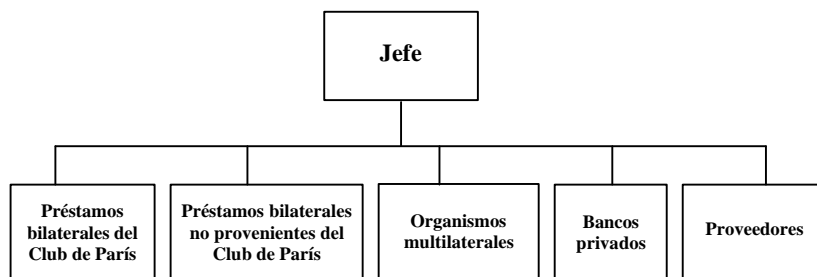 Jefe
Préstamos
bilaterales del
Club de París
Préstamos bilaterales
no provenientes del
Club de París
Organismos
multilaterales
Bancos
privados
Proveedores